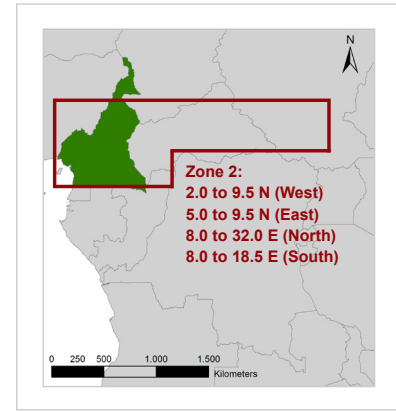 N
Zone 2:
2.0 to 9.5 N (West)
5.0 to 9.5 N (East)
8.0 to 32.0 E (North)
8.0 to 18.5 E (South)
0 250 500 1.000 1.500
Kilometers